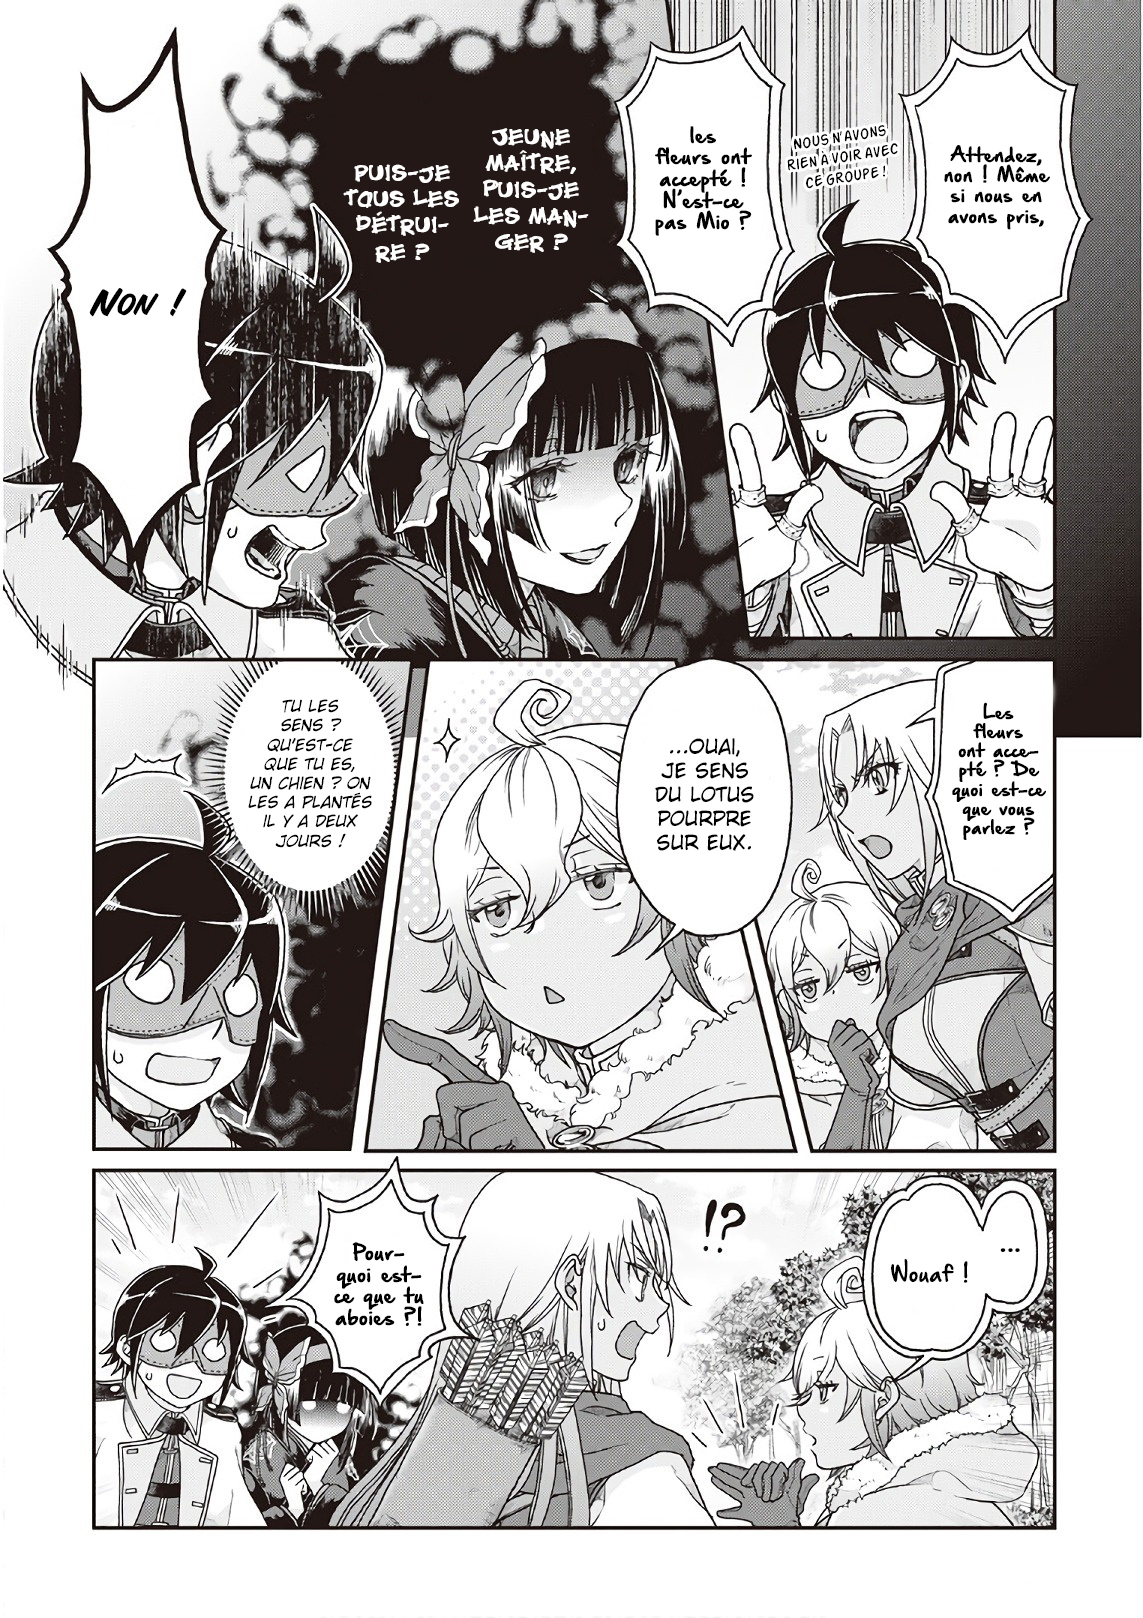 Attendez,
non ! Même
si nous en
avons pris,
NOUS N'AVONS
RIEN À VOIR AVEC
CE GROUPE !
les
fleurs ont
accepté !
N'est-ce
pas Mio ?
JEUNE
MAÎTRE,
PUIS-JE
LES MAN-
GER ?
PUIS-JE
TOUS LES
DÉTRUI-
RE ?
NON !
Les
fleurs
ont acce-
pté ? De
quoi est-ce
que vous
parlez ?
...OUAI,
JE SENS
DU LOTUS
POURPRE
SUR EUX.
TU LES
SENS ?
QU'EST-CE
QUE TU ES,
UN CHIEN ? ON
LES A PLANTÉS
IL Y A DEUX
JOURS !
...
Wouaf !
!?
Pour-
quoi est-
ce que tu
aboies ?!